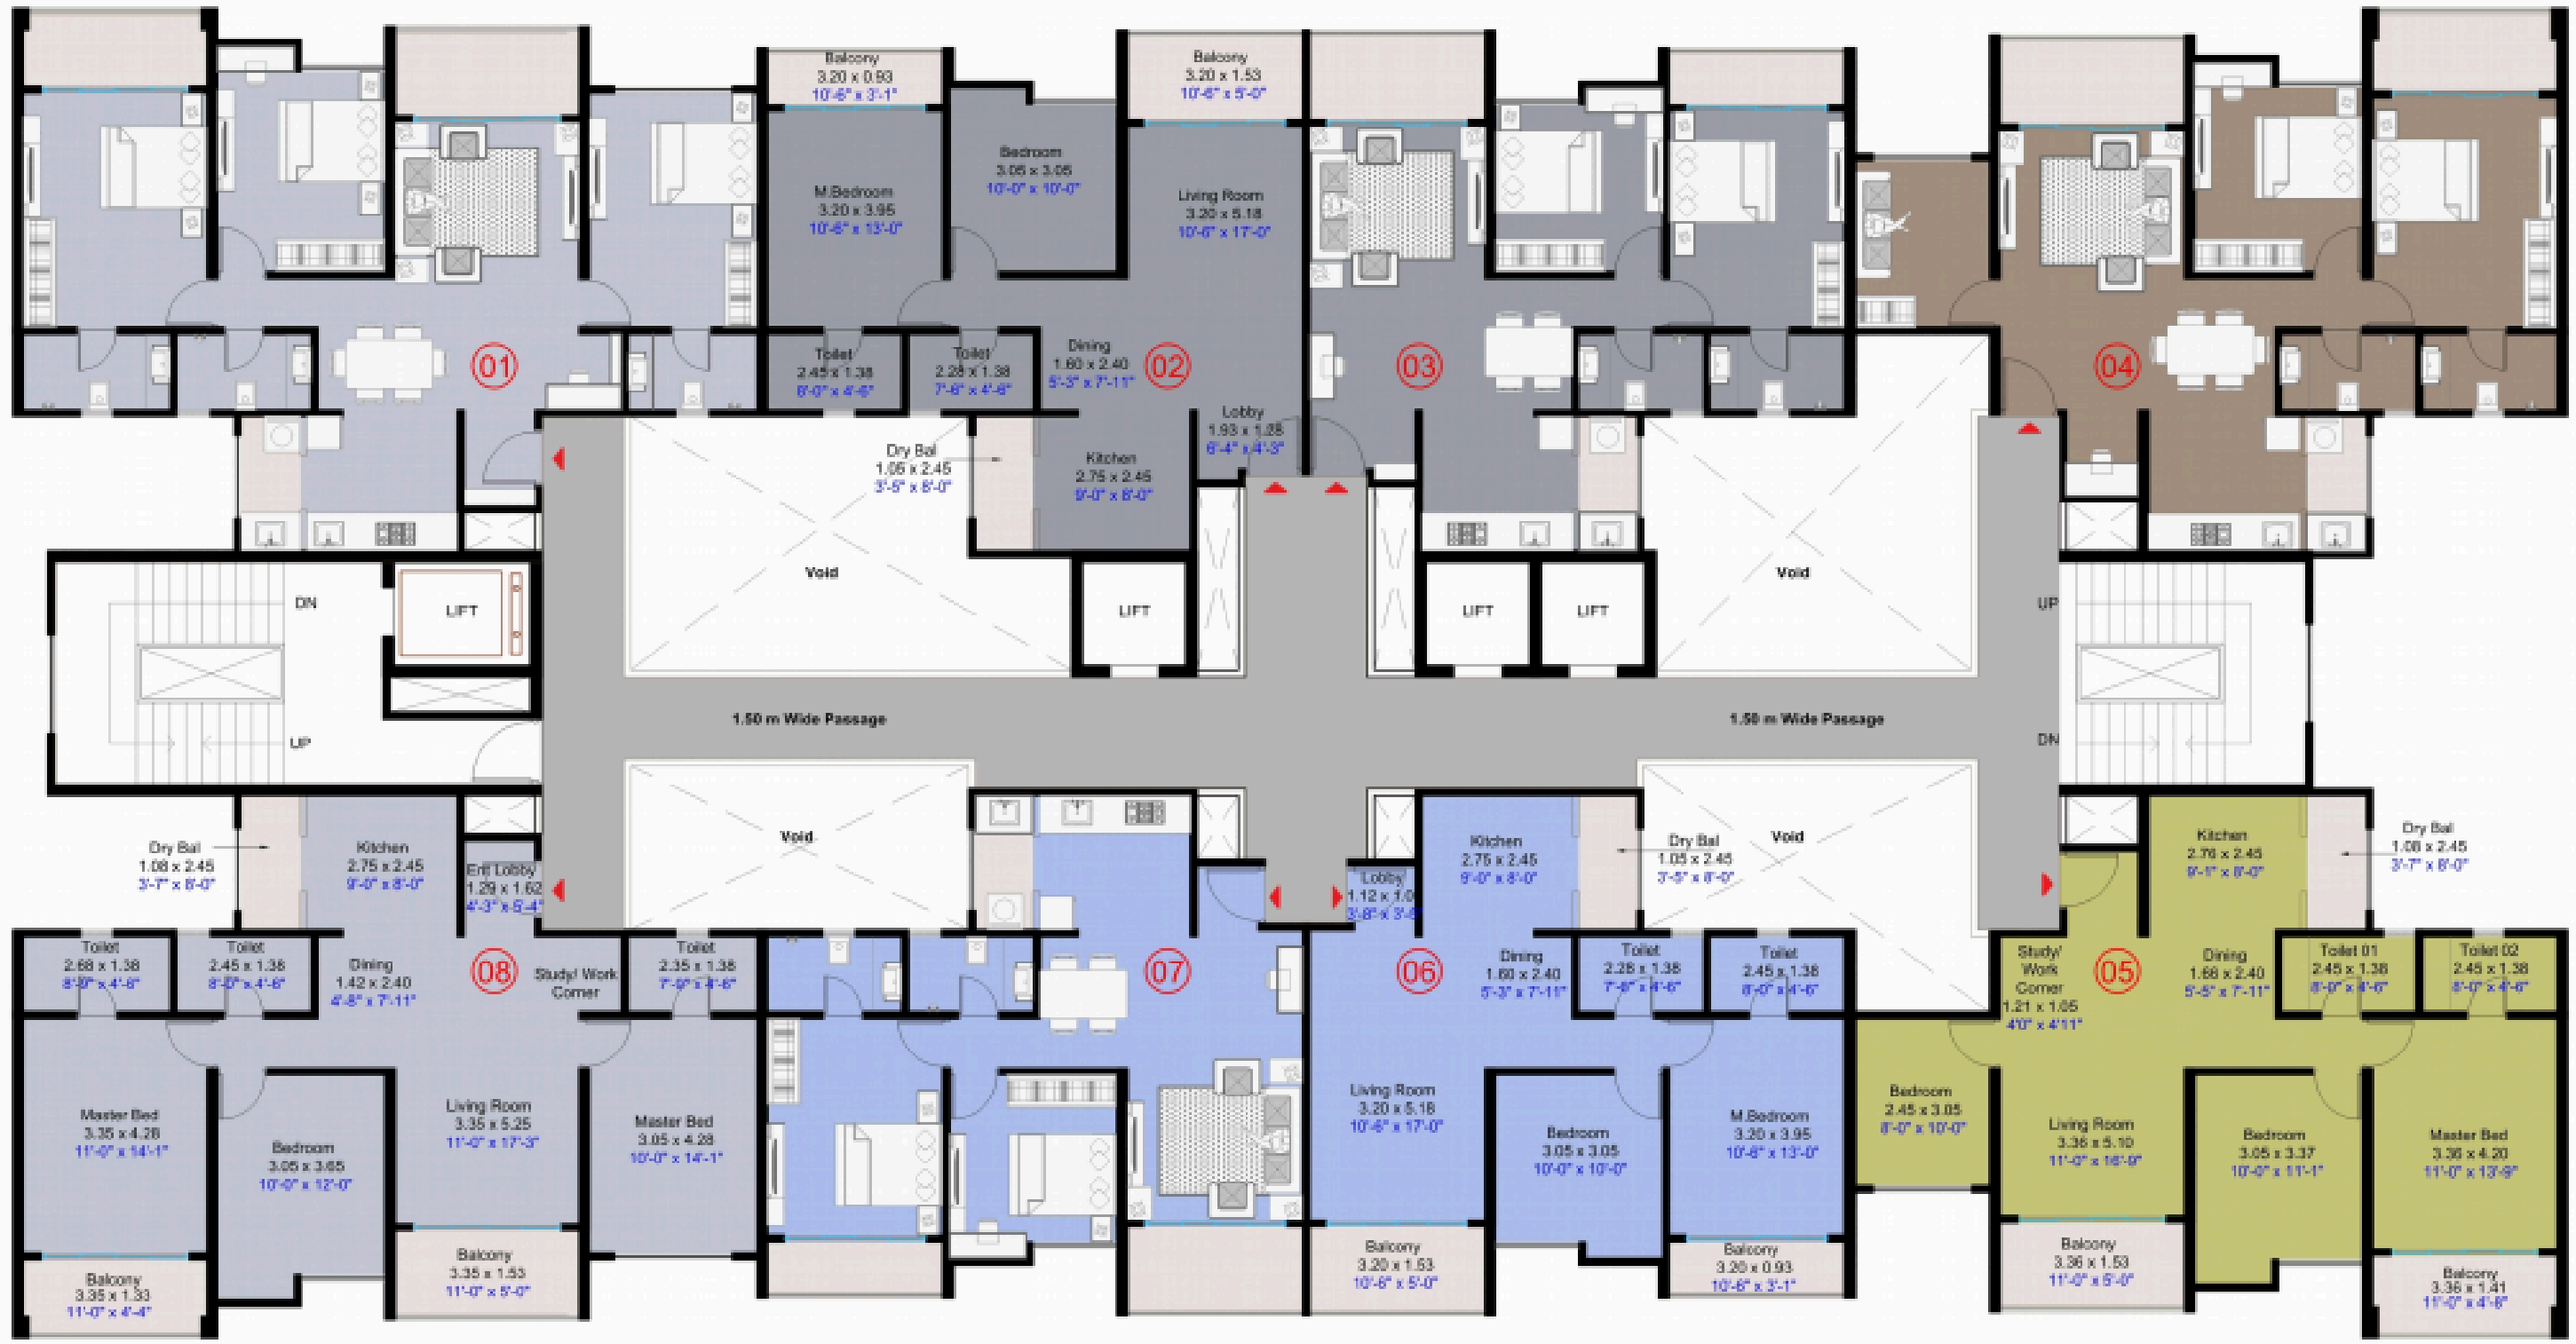 Balcony
3.20 x 0.93
10'-6" x 3'-1"
Balcony
3.20 x 1.53
10'-6" x 5'-0"
Bedroom
3.05 x 3.05
10'-0" x 10'-0"
M.Bedroom
3.20 x 3.95
10'-6" x 13'-0"
Living Room
3.20 x 5.18
10'-6" x 17'-0"
01
Toilet
2.45 x 1.38
8'-0" x 4'-6"
Toilet
2.28 x 1.38
7'-6" x 4'-6"
Dining
1.60 x 2.40
5'-3" x 7'-11"
02
03
04
Lobby
1.93 x 1.28
6'-4" x 4'-3"
Dry Bal
1.05 x 2.45
3'-5" x 8'-0"
Kitchen
2.75 x 2.45
9'-0" x 8'-0"
Void
Void
DN
LIFT
LIFT
LIFT
LIFT
UP
UP
DN
1.50 m Wide Passage
1.50 m Wide Passage
Void
Void
Dry Bal
1.08 x 2.45
3'-7" x 8'-0"
Kitchen
2.75 x 2.45
9'-0" x 8'-0"
Ent Lobby
1.29 x 1.62
4'-3" x 5'-4"
Kitchen
2.75 x 2.45
9'-0" x 8'-0"
Dry Bal
1.05 x 2.45
3'-5" x 8'-0"
Lobby
1.12 x 1.0
Kitchen
2.76 x 2.45
9'-1" x 8'-0"
Dry Bal
1.08 x 2.45
3'-7" x 8'-0"
Toilet
2.68 x 1.38
8'-9" x 4'-6"
Toilet
2.45 x 1.38
8'-0" x 4'-6"
Dining
1.42 x 2.40
4'-8" x 7'-11"
08
Study/ Work
Corner
Toilet
2.35 x 1.38
7'-9" x 4'-6"
07
06
Dining
1.60 x 2.40
5'-3" x 7'-11"
Toilet
2.28 x 1.38
7'-6" x 4'-6"
Toilet
2.45 x 1.38
8'-0" x 4'-6"
Study/
Work
Corner
1.21 x 1.05
4'0" x 4'11"
05
Dining
1.68 x 2.40
5'-5" x 7'-11"
Toilet 01
2.45 x 1.38
8'-0" x 4'-6"
Toilet 02
2.45 x 1.38
8'-0" x 4'-6"
Master Bed
3.35 x 4.28
11'-0" x 14'-1"
Bedroom
3.05 x 3.65
10'-0" x 12'-0"
Living Room
3.35 x 5.25
11'-0" x 17'-3"
Master Bed
3.05 x 4.28
10'-0" x 14'-1"
Living Room
3.20 x 5.18
10'-6" x 17'-0"
Bedroom
3.05 x 3.05
10'-0" x 10'-0"
M.Bedroom
3.20 x 3.95
10'-6" x 13'-0"
Bedroom
2.45 x 3.05
8'-0" x 10'-0"
Living Room
3.36 x 5.10
11'-0" x 16'-9"
Bedroom
3.05 x 3.37
10'-0" x 11'-1"
Master Bed
3.36 x 4.20
11'-0" x 13'-9"
Balcony
3.35 x 1.33
11'-0" x 4'-4"
Balcony
3.35 x 1.53
11'-0" x 5'-0"
Balcony
3.20 x 1.53
10'-6" x 5'-0"
Balcony
3.20 x 0.93
10'-6" x 3'-1"
Balcony
3.36 x 1.53
11'-0" x 5'-0"
Balcony
3.36 x 1.41
11'-0" x 4'-8"